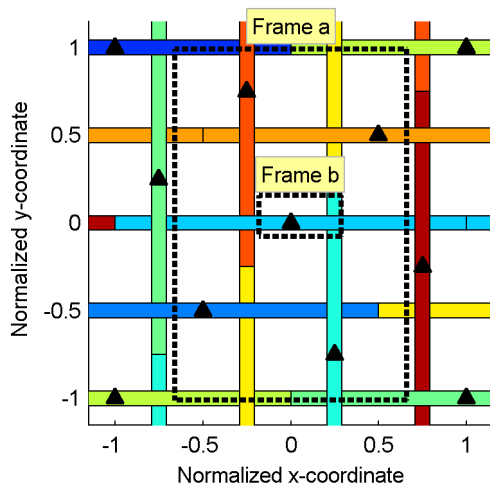 Frame a
Frame b
1
0.5
0
-0.5
-1
Normalized y-coordinate
-1 -0.5 0 0.5 1
Normalized x-coordinate